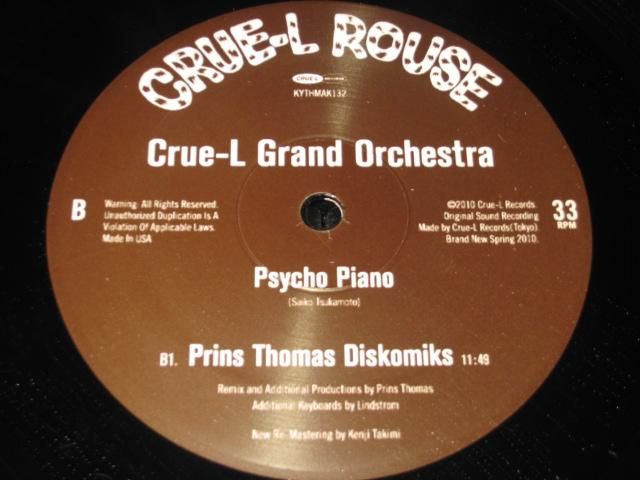 CRUE-L ROUSE
CRUE-L RECORDS
KYTHMAK132
Crue-L Grand Orchestra
B
Warning: All Rights Reserved.
Unauthorized Duplication Is A
Violation Of Applicable Laws.
Made In USA
©2010 Crue-L Records.
Original Sound Recording
Made by Crue-L Records(Tokyo).
Brand New Spring 2010.
33
RPM
Psycho Piano
(Saiko Tsukamoto)
B1. Prins Thomas Diskomiks 11:49
Remix and Additional Productions by Prins Thomas
Additional Keyboards by Lindstrom
New Re-Mastering by Kenji Takimi